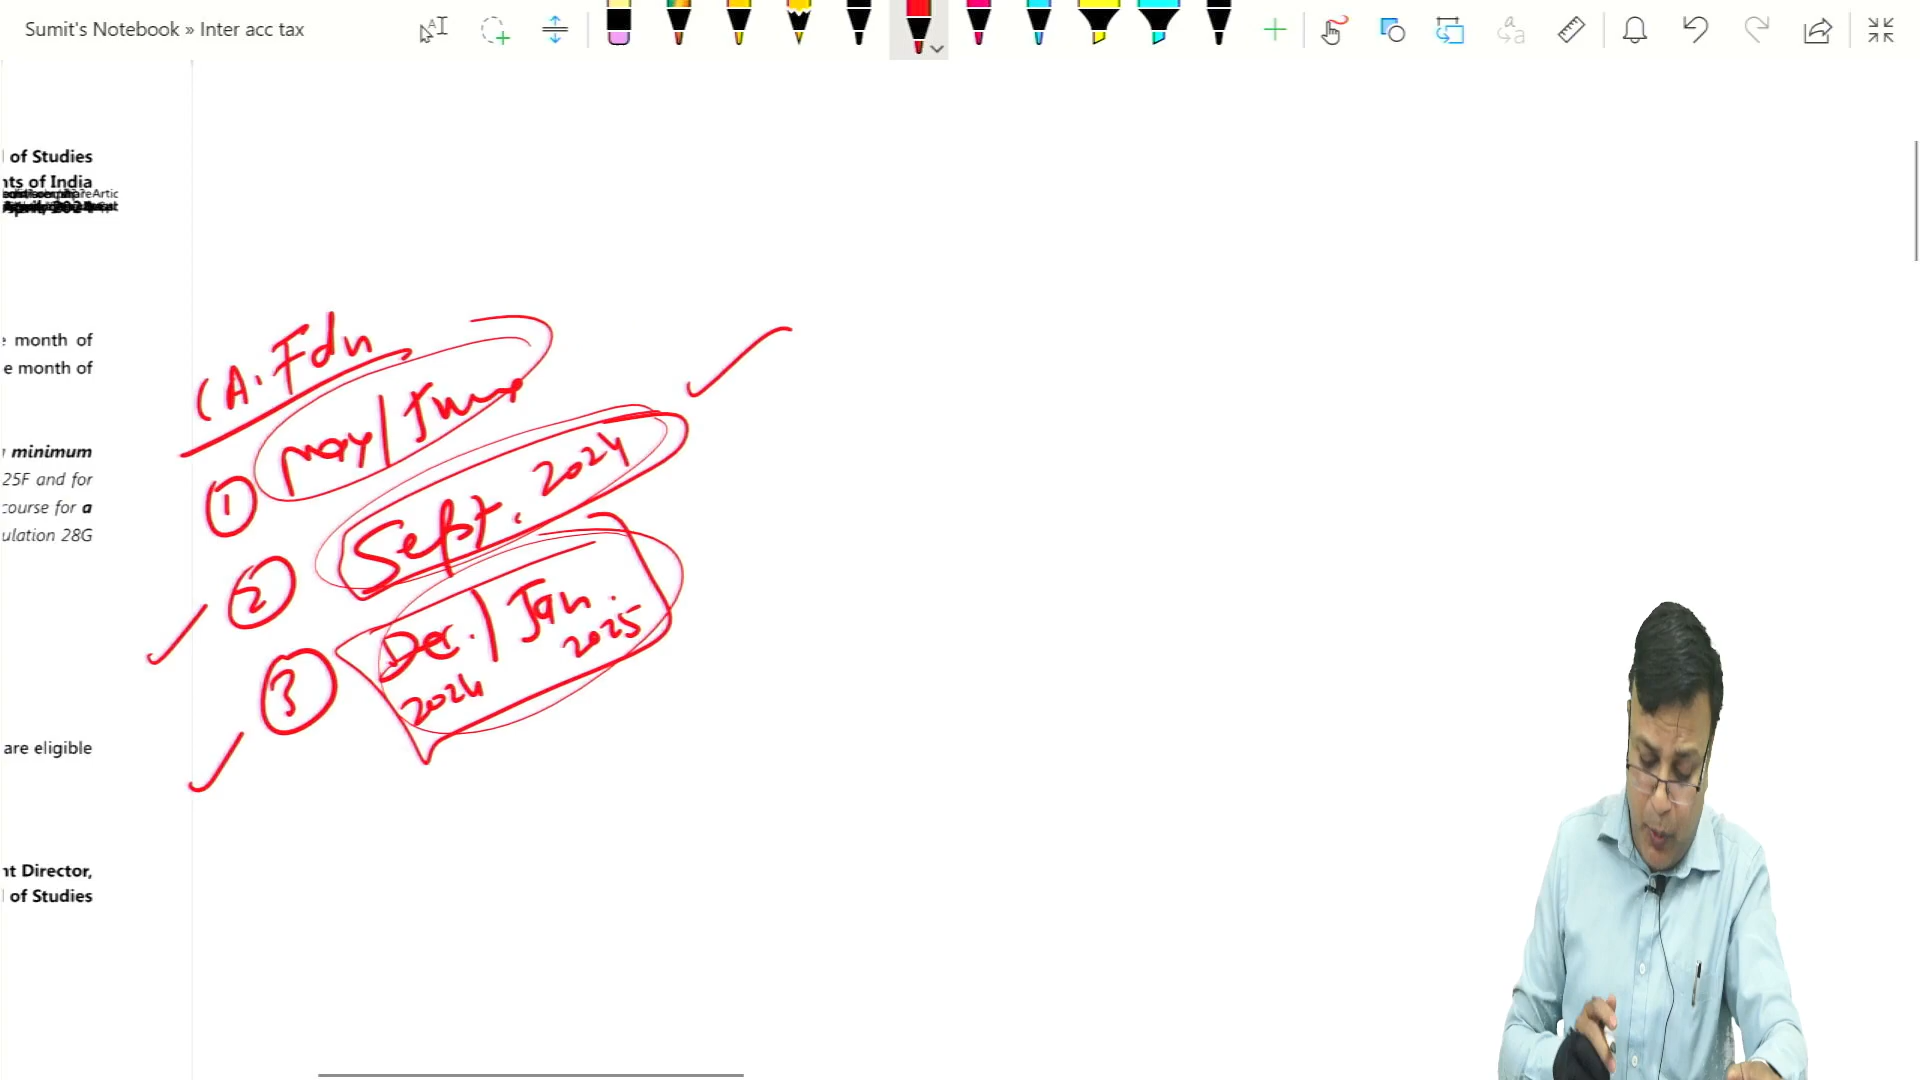 Sumit's Notebook » Inter acc tax
of Studies
nts of India
e month of
e month of
minimum
25F and for
course for a
ulation 28G
are eligible
nt Director,
of Studies
CA. Fdn
① May/June
② Sept. 2024
③ Dec./Jan.
2024 2025